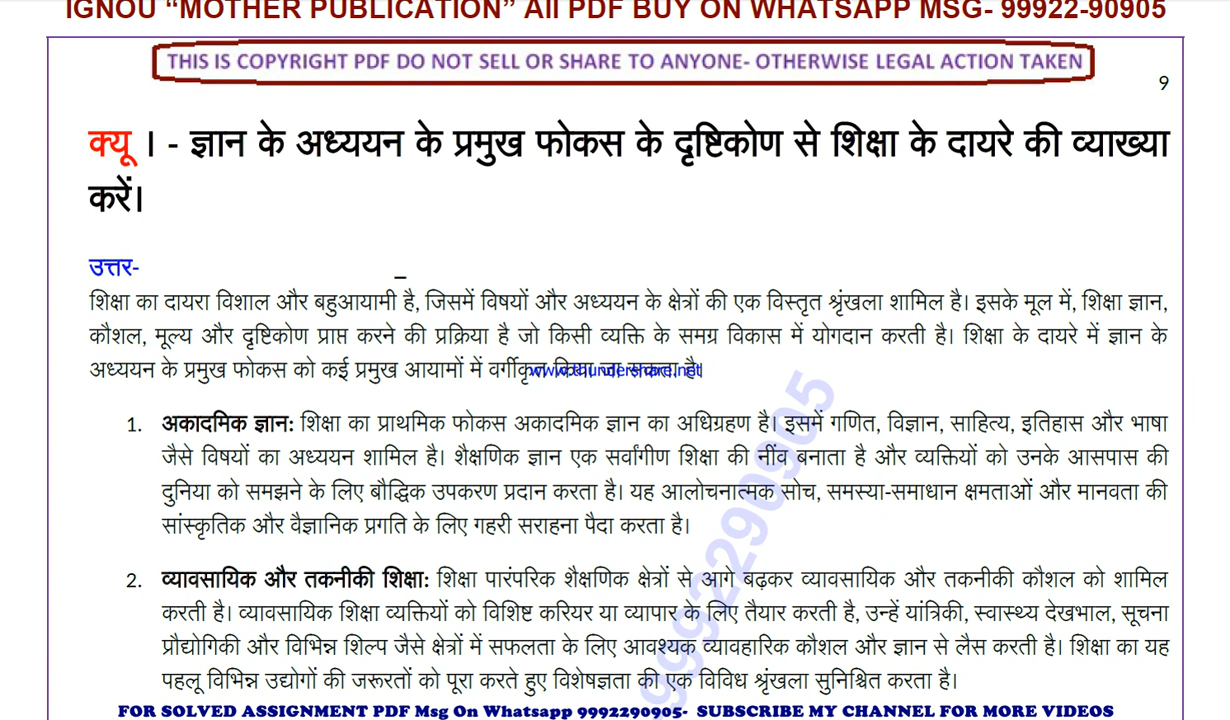 IGNOU “MOTHER PUBLICATION” All PDF BUY ON WHATSAPP MSG- 99922-90905
THIS IS COPYRIGHT PDF DO NOT SELL OR SHARE TO ANYONE- OTHERWISE LEGAL ACTION TAKEN
9
क्यू । - ज्ञान के अध्ययन के प्रमुख फोकस के दृष्टिकोण से शिक्षा के दायरे की व्याख्या
करें।
उत्तर-
–
शिक्षा का दायरा विशाल और बहुआयामी है, जिसमें विषयों और अध्ययन के क्षेत्रों की एक विस्तृत श्रृंखला शामिल है। इसके मूल में, शिक्षा ज्ञान,
कौशल, मूल्य और दृष्टिकोण प्राप्त करने की प्रक्रिया है जो किसी व्यक्ति के समग्र विकास में योगदान करती है। शिक्षा के दायरे में ज्ञान के
अध्ययन के प्रमुख फोकस को कई प्रमुख आयामों में वर्गीकृत किया जा सकता है।
www.thundershare.net
1. अकादमिक ज्ञान: शिक्षा का प्राथमिक फोकस अकादमिक ज्ञान का अधिग्रहण है। इसमें गणित, विज्ञान, साहित्य, इतिहास और भाषा
जैसे विषयों का अध्ययन शामिल है। शैक्षणिक ज्ञान एक सर्वांगीण शिक्षा की नींव बनाता है और व्यक्तियों को उनके आसपास की
दुनिया को समझने के लिए बौद्धिक उपकरण प्रदान करता है। यह आलोचनात्मक सोच, समस्या-समाधान क्षमताओं और मानवता की
सांस्कृतिक और वैज्ञानिक प्रगति के लिए गहरी सराहना पैदा करता है।
2. व्यावसायिक और तकनीकी शिक्षा: शिक्षा पारंपरिक शैक्षणिक क्षेत्रों से आगे बढ़कर व्यावसायिक और तकनीकी कौशल को शामिल
करती है। व्यावसायिक शिक्षा व्यक्तियों को विशिष्ट करियर या व्यापार के लिए तैयार करती है, उन्हें यांत्रिकी, स्वास्थ्य देखभाल, सूचना
प्रौद्योगिकी और विभिन्न शिल्प जैसे क्षेत्रों में सफलता के लिए आवश्यक व्यावहारिक कौशल और ज्ञान से लैस करती है। शिक्षा का यह
पहलू विभिन्न उद्योगों की जरूरतों को पूरा करते हुए विशेषज्ञता की एक विविध श्रृंखला सुनिश्चित करता है।
9992290905
FOR SOLVED ASSIGNMENT PDF Msg On Whatsapp 9992290905- SUBSCRIBE MY CHANNEL FOR MORE VIDEOS